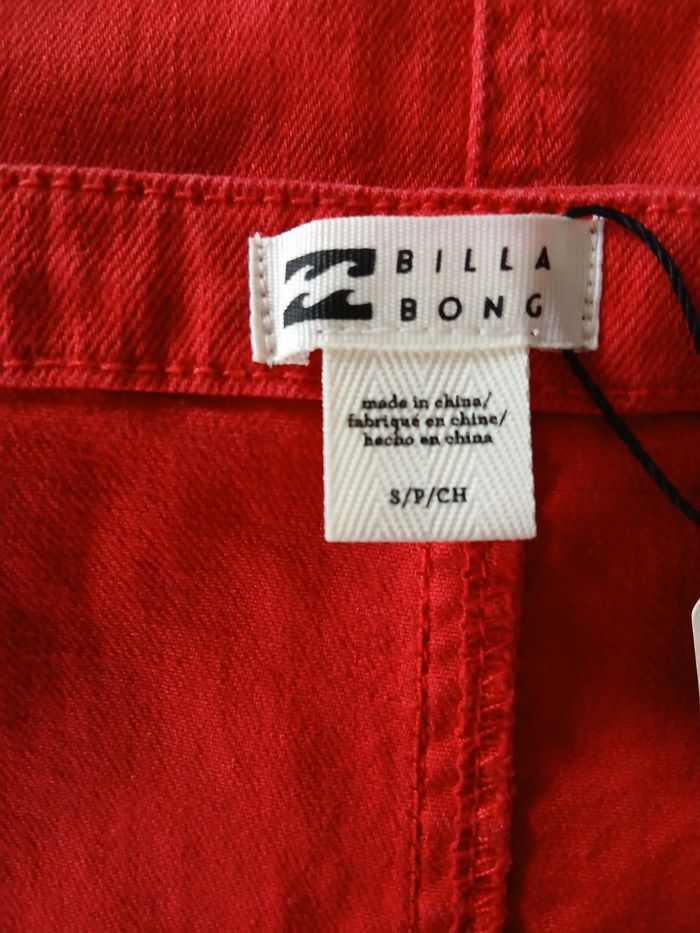 BILLA
BONG
made in china/
fabriqué en chine/
hecho en china
S/P/CH